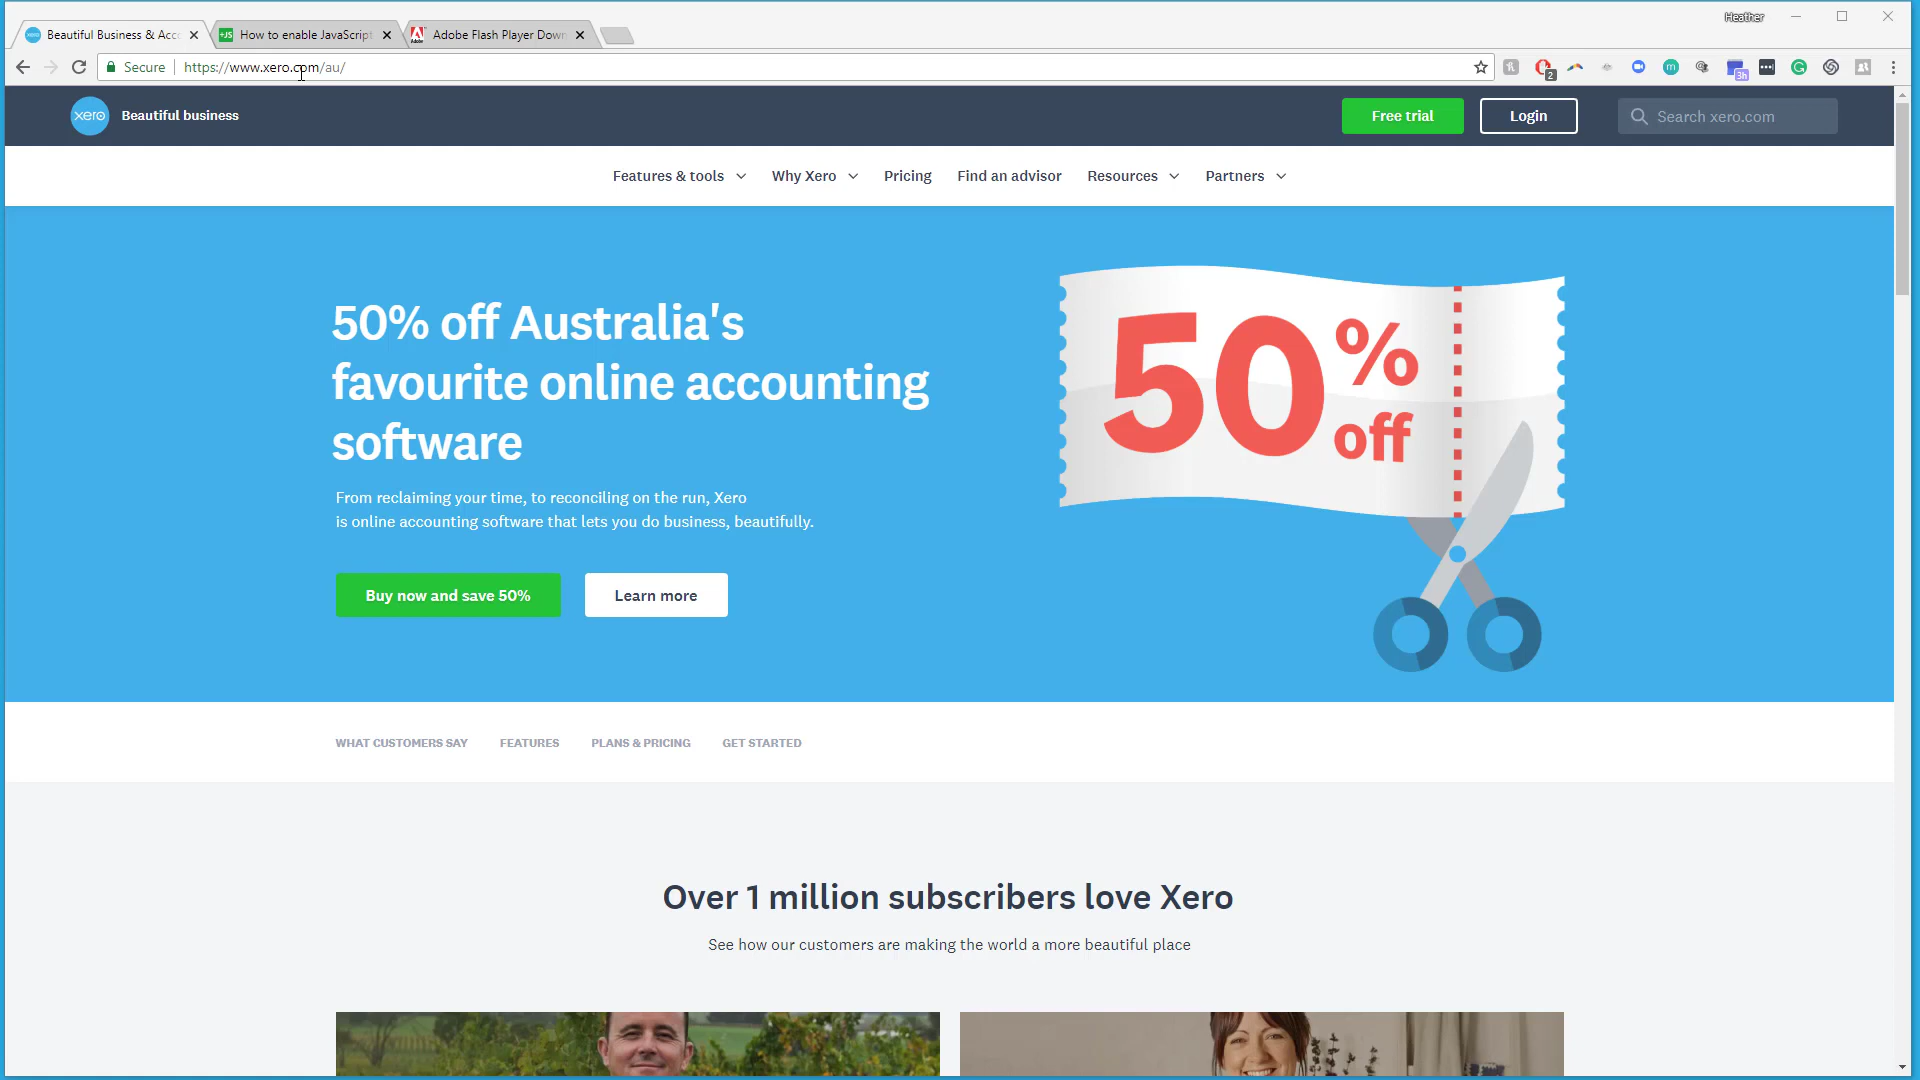 Heather
Beautiful Business & Acc
How to enable JavaScript
Adobe Flash Player Down
Secure
https://www.xero.com/au/
2
3h
xero
Beautiful business
Free trial
Login
Search xero.com
Features & tools
Why Xero
Pricing
Find an advisor
Resources
Partners
50% off Australia's
favourite online accounting
software
From reclaiming your time, to reconciling on the run, Xero
is online accounting software that lets you do business, beautifully.
Buy now and save 50%
Learn more
50% off
WHAT CUSTOMERS SAY
FEATURES
PLANS & PRICING
GET STARTED
Over 1 million subscribers love Xero
See how our customers are making the world a more beautiful place